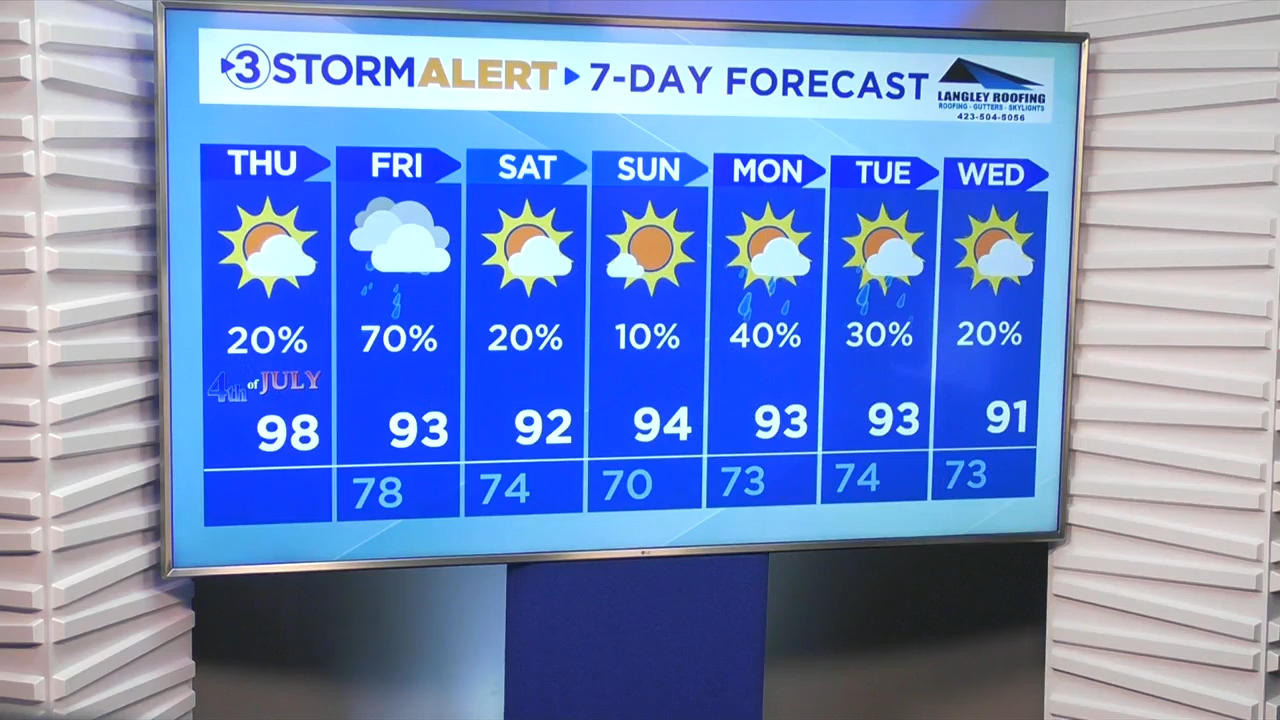 3 STORMALERT 7-DAY FORECAST
LANGLEY ROOFING
ROOFING - GUTTERS - SKYLIGHTS
423-504-5056
THU FRI SAT SUN MON TUE WED
20% 70% 20% 10% 40% 30% 20%
4th of JULY
98 93 92 94 93 93 91
78 74 70 73 74 73
LG